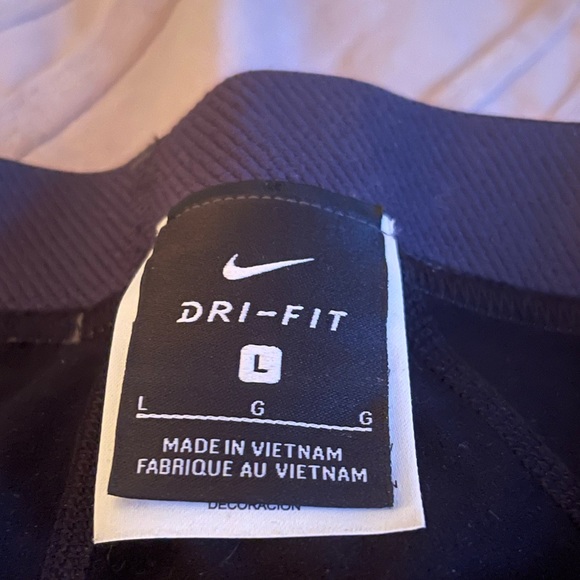 DRI-FIT
L
L G G
MADE IN VIETNAM
FABRIQUE AU VIETNAM
DECORACION